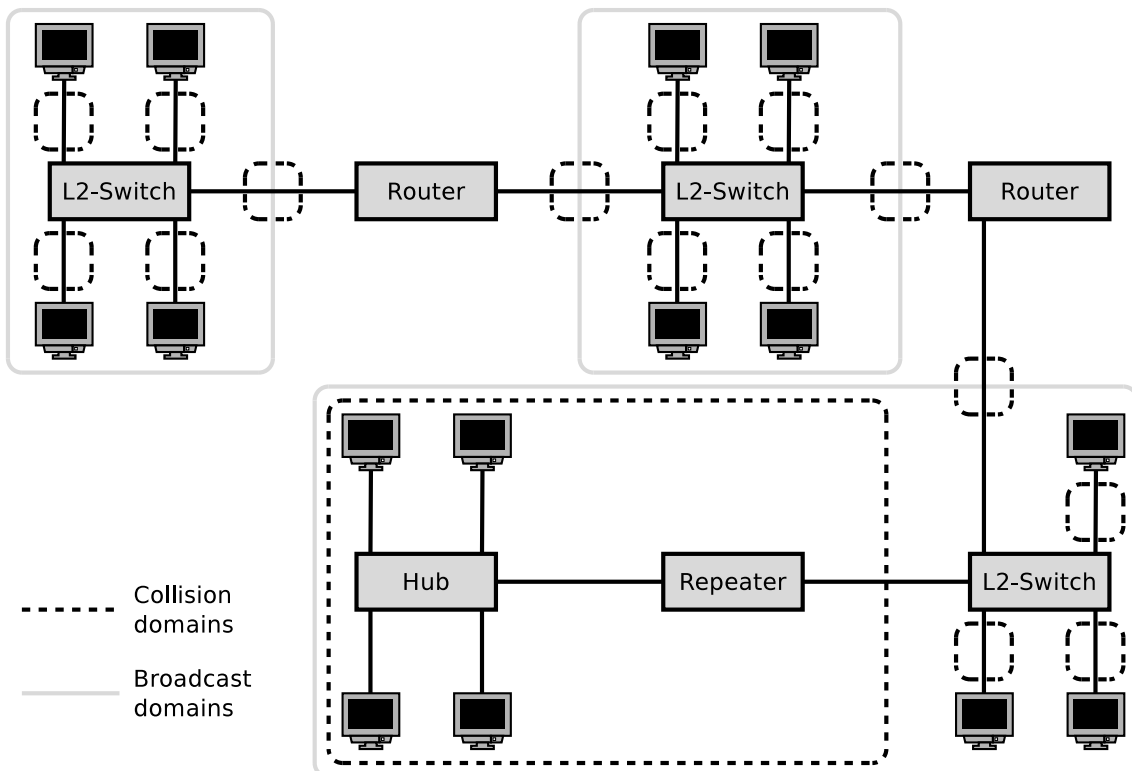 L2-Switch
Router
L2-Switch
Router
Hub
Repeater
L2-Switch
Collision
domains
Broadcast
domains